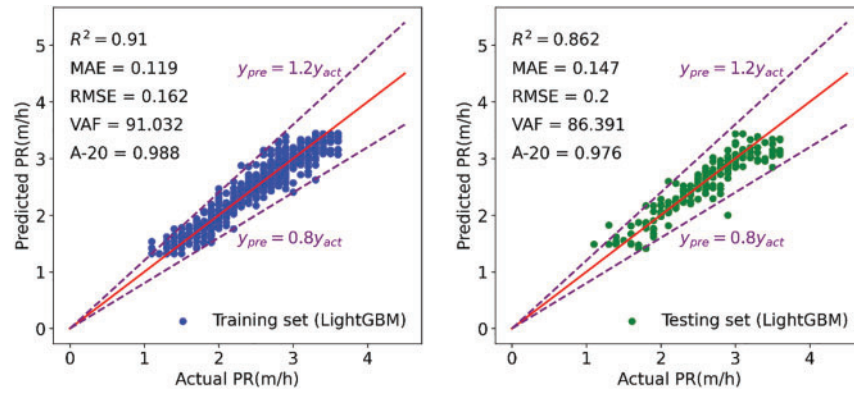 R² = 0.91
MAE = 0.119
RMSE = 0.162
VAF = 91.032
A-20 = 0.988
y_pre = 1.2y_act
y_pre = 0.8y_act
Training set (LightGBM)
Predicted PR(m/h)
5
4
3
2
1
0
0 1 2 3 4
Actual PR(m/h)
R² = 0.862
MAE = 0.147
RMSE = 0.2
VAF = 86.391
A-20 = 0.976
y_pre = 1.2y_act
y_pre = 0.8y_act
Testing set (LightGBM)
Predicted PR(m/h)
5
4
3
2
1
0
0 1 2 3 4
Actual PR(m/h)